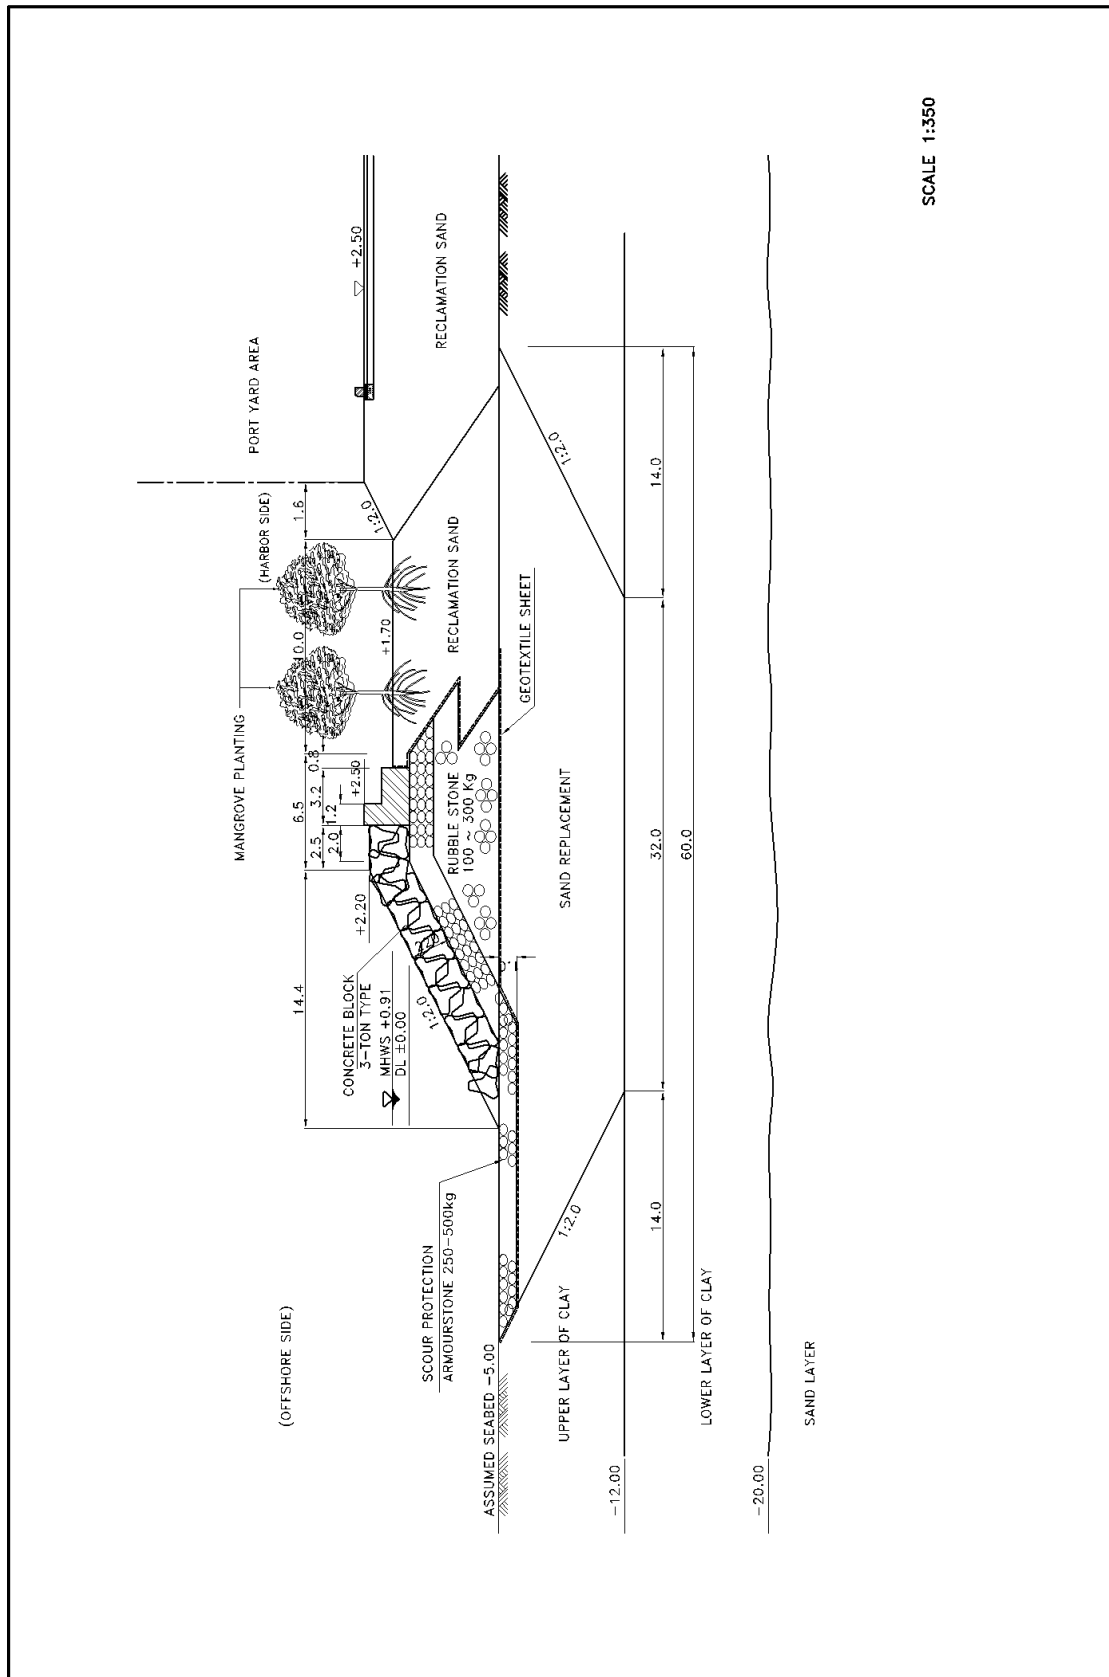 PORT YARD AREA
(HARBOR SIDE)
MANGROVE PLANTING
(OFFSHORE SIDE)
14.4
6.5
10.0
1.6
2.5
3.2
0.8
2.0
1.2
+2.50
+2.50
+2.20
+1.70
1:2.0
CONCRETE BLOCK
3-TON TYPE
MHWS +0.91
DL ±0.00
1:2.0
RECLAMATION SAND
RECLAMATION SAND
RUBBLE STONE
100 ~ 300 Kg
SCOUR PROTECTION
ARMOURSTONE 250-500kg
ASSUMED SEABED -5.00
GEOTEXTILE SHEET
SAND REPLACEMENT
1:2.0
1:2.0
UPPER LAYER OF CLAY
-12.00
14.0
32.0
14.0
60.0
LOWER LAYER OF CLAY
-20.00
SAND LAYER
SCALE 1:350